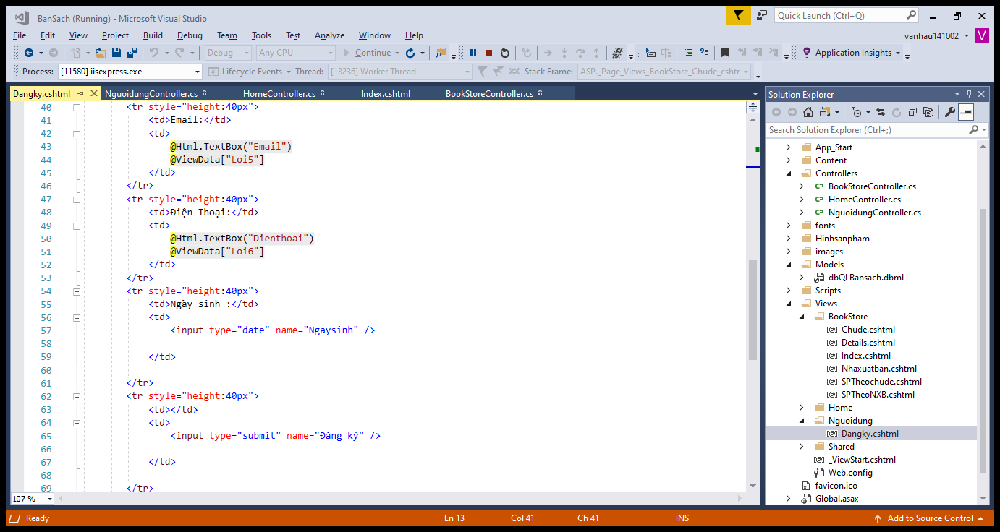 BanSach (Running) - Microsoft Visual Studio
Quick Launch (Ctrl+Q)
File Edit View Project Build Debug Team Tools Test Analyze Window Help
vanhau141002 V
Debug Any CPU Continue Application Insights
Process: [11580] iisexpress.exe Lifecycle Events Thread: [13236] Worker Thread Stack Frame: ASP._Page_Views_BookStore_Chude_cshtr
Dangky.cshtml NguoidungController.cs HomeController.cs Index.cshtml BookStoreController.cs
40 <tr style="height:40px">
41 <td>Email:</td>
42 <td>
43 @Html.TextBox("Email")
44 @ViewData["Loi5"]
45 </td>
46 </tr>
47 <tr style="height:40px">
48 <td>Điện Thoại:</td>
49 <td>
50 @Html.TextBox("Dienthoai")
51 @ViewData["Loi6"]
52 </td>
53 </tr>
54 <tr style="height:40px">
55 <td>Ngày sinh :</td>
56 <td>
57 <input type="date" name="Ngaysinh" />
58
59 </td>
60
61 </tr>
62 <tr style="height:40px">
63 <td></td>
64 <td>
65 <input type="submit" name="Đăng ký" />
66
67 </td>
68
69 </tr>
107 %
Solution Explorer
Search Solution Explorer (Ctrl+;)
App_Start
Content
Controllers
C# BookStoreController.cs
C# HomeController.cs
C# NguoidungController.cs
fonts
Hinhsanpham
images
Models
dbQLBansach.dbml
Scripts
Views
BookStore
[@] Chude.cshtml
[@] Details.cshtml
[@] Index.cshtml
[@] Nhaxuatban.cshtml
[@] SPTheochude.cshtml
[@] SPTheoNXB.cshtml
Home
Nguoidung
[@] Dangky.cshtml
Shared
[@] _ViewStart.cshtml
Web.config
favicon.ico
Global.asax
Ready Ln 13 Col 41 Ch 41 INS Add to Source Control